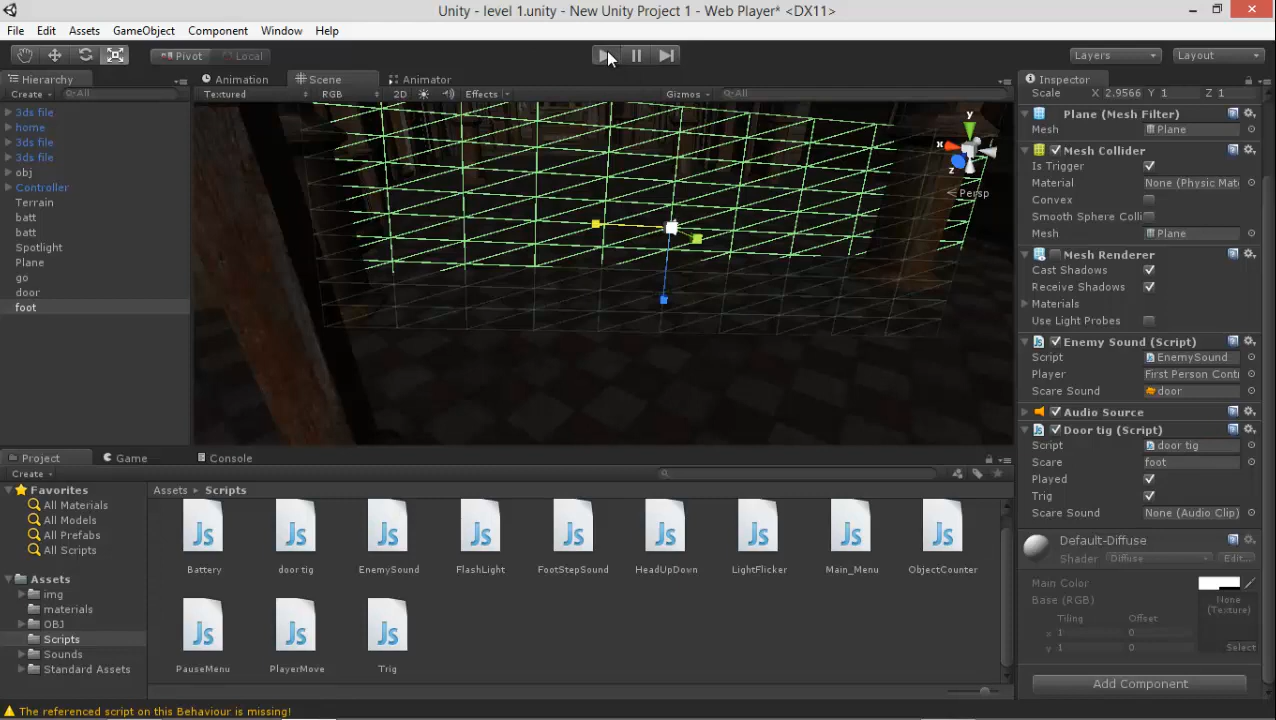 Unity - level 1.unity - New Unity Project 1 - Web Player* <DX11>
File Edit Assets GameObject Component Window Help
Pivot Local Layers Layout
Hierarchy
Create All
3ds file
home
3ds file
3ds file
obj
Controller
Terrain
batt
batt
Spotlight
Plane
go
door
foot
Animation Scene Animator
Textured RGB 2D Effects Gizmos All
y
x
z
Persp
Inspector
Scale X 2.9566 Y 1 Z 1
Plane (Mesh Filter)
Mesh Plane
Mesh Collider
Is Trigger
Material None (Physic Mat
Convex
Smooth Sphere Colli
Mesh Plane
Mesh Renderer
Cast Shadows
Receive Shadows
Materials
Use Light Probes
Enemy Sound (Script)
Script EnemySound
Player First Person Cont
Scare Sound door
Audio Source
Door tig (Script)
Script door tig
Scare foot
Played
Trig
Scare Sound None (Audio Clip)
Default-Diffuse
Shader Diffuse Edit...
Main Color
Base (RGB)
None
(Texture)
Tiling Offset
x 1 0
y 1 0
Select
Add Component
Project Game Console
Create
Favorites
All Materials
All Models
All Prefabs
All Scripts
Assets
img
materials
OBJ
Scripts
Sounds
Standard Assets
Assets Scripts
Js Js Js Js Js Js Js Js Js
Battery door tig EnemySound FlashLight FootStepSound HeadUpDown LightFlicker Main_Menu ObjectCounter
Js Js Js
PauseMenu PlayerMove Trig
The referenced script on this Behaviour is missing!